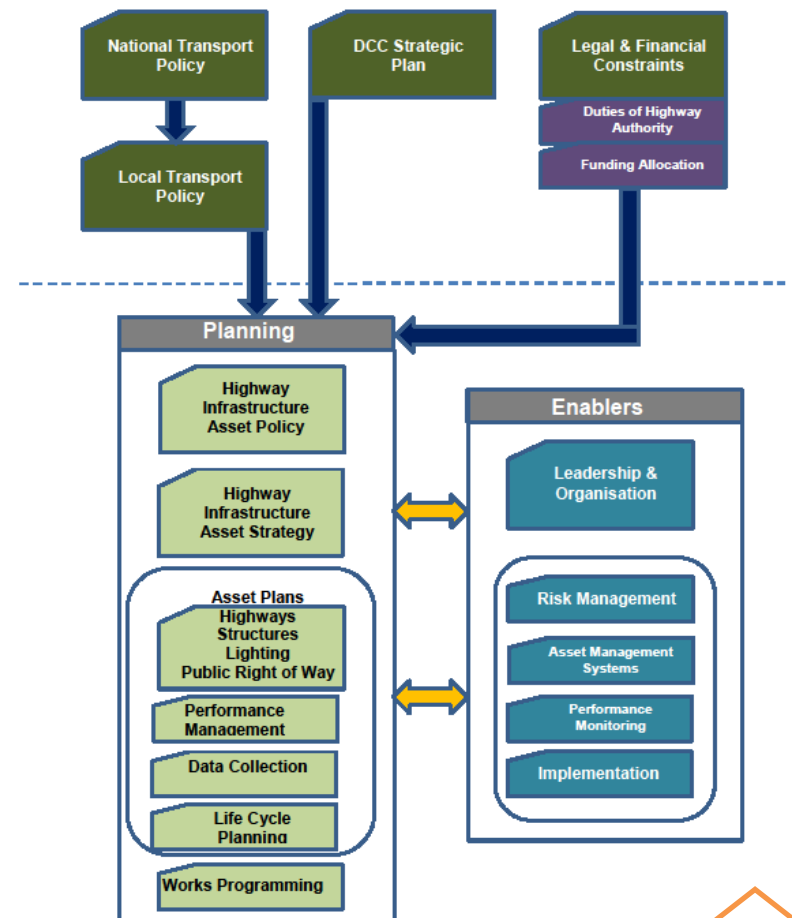 National Transport
Policy
DCC Strategic
Plan
Legal & Financial
Constraints
Duties of Highway
Authority
Funding Allocation
Local Transport
Policy
Planning
Highway
Infrastructure
Asset Policy
Highway
Infrastructure
Asset Strategy
Asset Plans
Highways
Structures
Lighting
Public Right of Way
Performance
Management
Data Collection
Life Cycle
Planning
Works Programming
Enablers
Leadership &
Organisation
Risk Management
Asset Management
Systems
Performance
Monitoring
Implementation